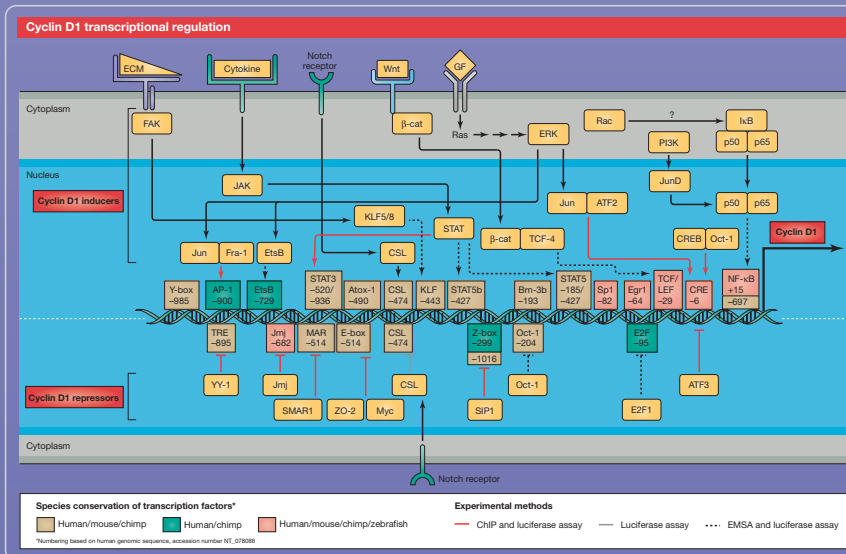 Cyclin D1 transcriptional regulation
ECM
Cytokine
Notch
receptor
Wnt
GF
Cytoplasm
FAK
β-cat
Ras
ERK
Rac
?
IκB
p50
p65
PI3K
Nucleus
JAK
JunD
Cyclin D1 inducers
KLF5/8
Jun
ATF2
p50
p65
STAT
Cyclin D1
β-cat
TCF-4
CREB
Oct-1
Jun
Fra-1
EtsB
CSL
Y-box
–985
AP-1
–900
EtsB
–729
STAT3
–520/
–936
Atox-1
–490
CSL
–474
KLF
–443
STAT5b
–427
Brn-3b
–193
STAT5
–185/
–427
Sp1
–82
Egr1
–64
TCF/
LEF
–29
CRE
–6
NF-κB
+15
–697
TRE
–895
Jmj
–682
MAR
–514
E-box
–514
CSL
–474
Z-box
–299
–1016
Oct-1
–204
E2F
–95
Cyclin D1 repressors
YY-1
Jmj
CSL
Oct-1
ATF3
SMAR1
ZO-2
Myc
SIP1
E2F1
Cytoplasm
Notch receptor
Species conservation of transcription factors*
Human/mouse/chimp
Human/chimp
Human/mouse/chimp/zebrafish
*Numbering based on human genomic sequence, accession number NT_078088
Experimental methods
ChIP and luciferase assay
Luciferase assay
EMSA and luciferase assay